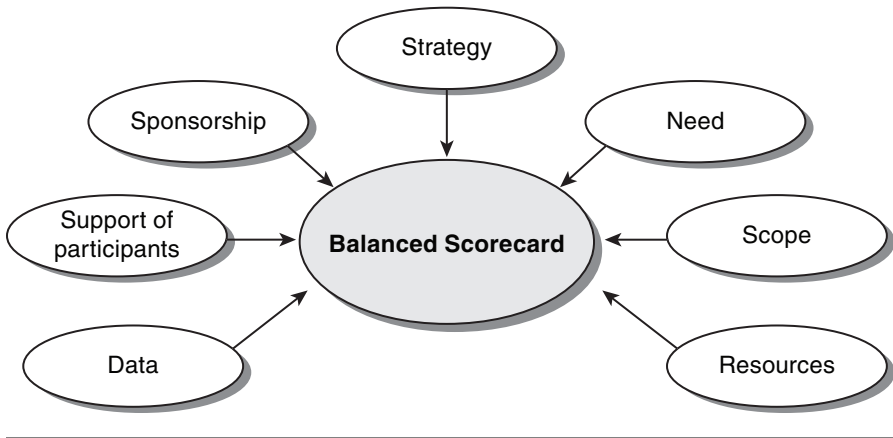 Strategy
Sponsorship
Need
Support of
participants
Balanced Scorecard
Scope
Data
Resources